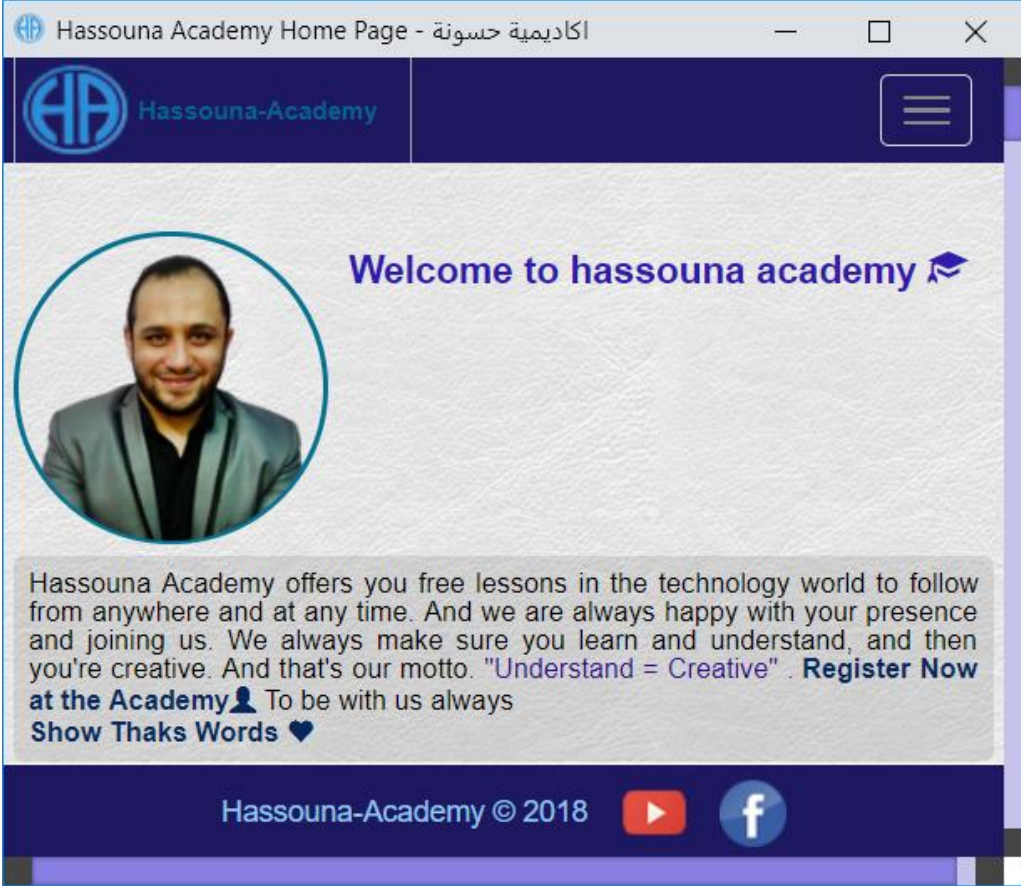 Hassouna Academy Home Page - اكاديمية حسونة
HA Hassouna-Academy
Welcome to hassouna academy
Hassouna Academy offers you free lessons in the technology world to follow
from anywhere and at any time. And we are always happy with your presence
and joining us. We always make sure you learn and understand, and then
you're creative. And that's our motto. "Understand = Creative" . Register Now
at the Academy To be with us always
Show Thaks Words
Hassouna-Academy © 2018